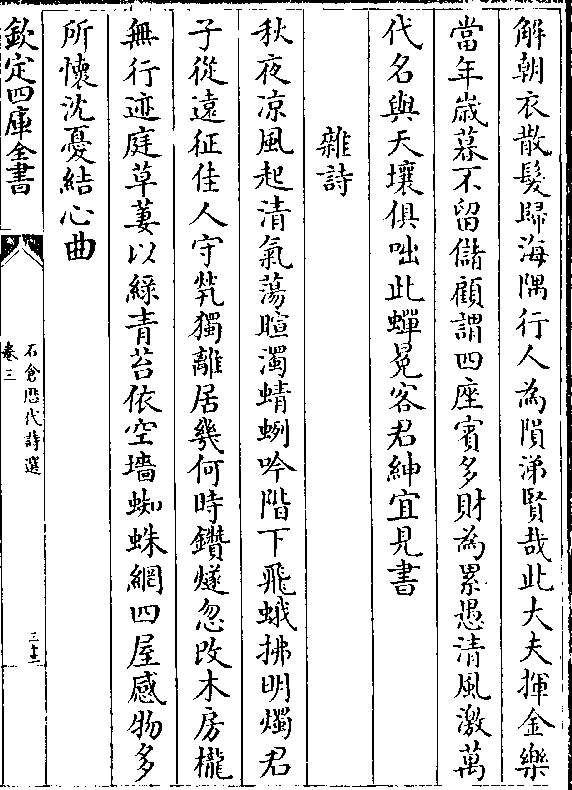 解朝衣散髮歸海隅行人為隕涕賢哉此大夫揮金樂
當年歲暮不留儲顧謂四座賓多財為累愚清風激萬
代名與天壤俱咄此蟬冕客君紳宜見書
雜詩
秋夜凉風起清氣蕩暄濁蜻蛚吟階下飛蛾拂明燭君
子從遠征佳人守煢獨離居幾何時鑽燧忽改木房櫳
無行迹庭草萋以緑青苔依空墻蜘蛛網四屋感物多
所懷沈憂結心曲
欽定四庫全書
石倉歷代詩選
卷三
三十三